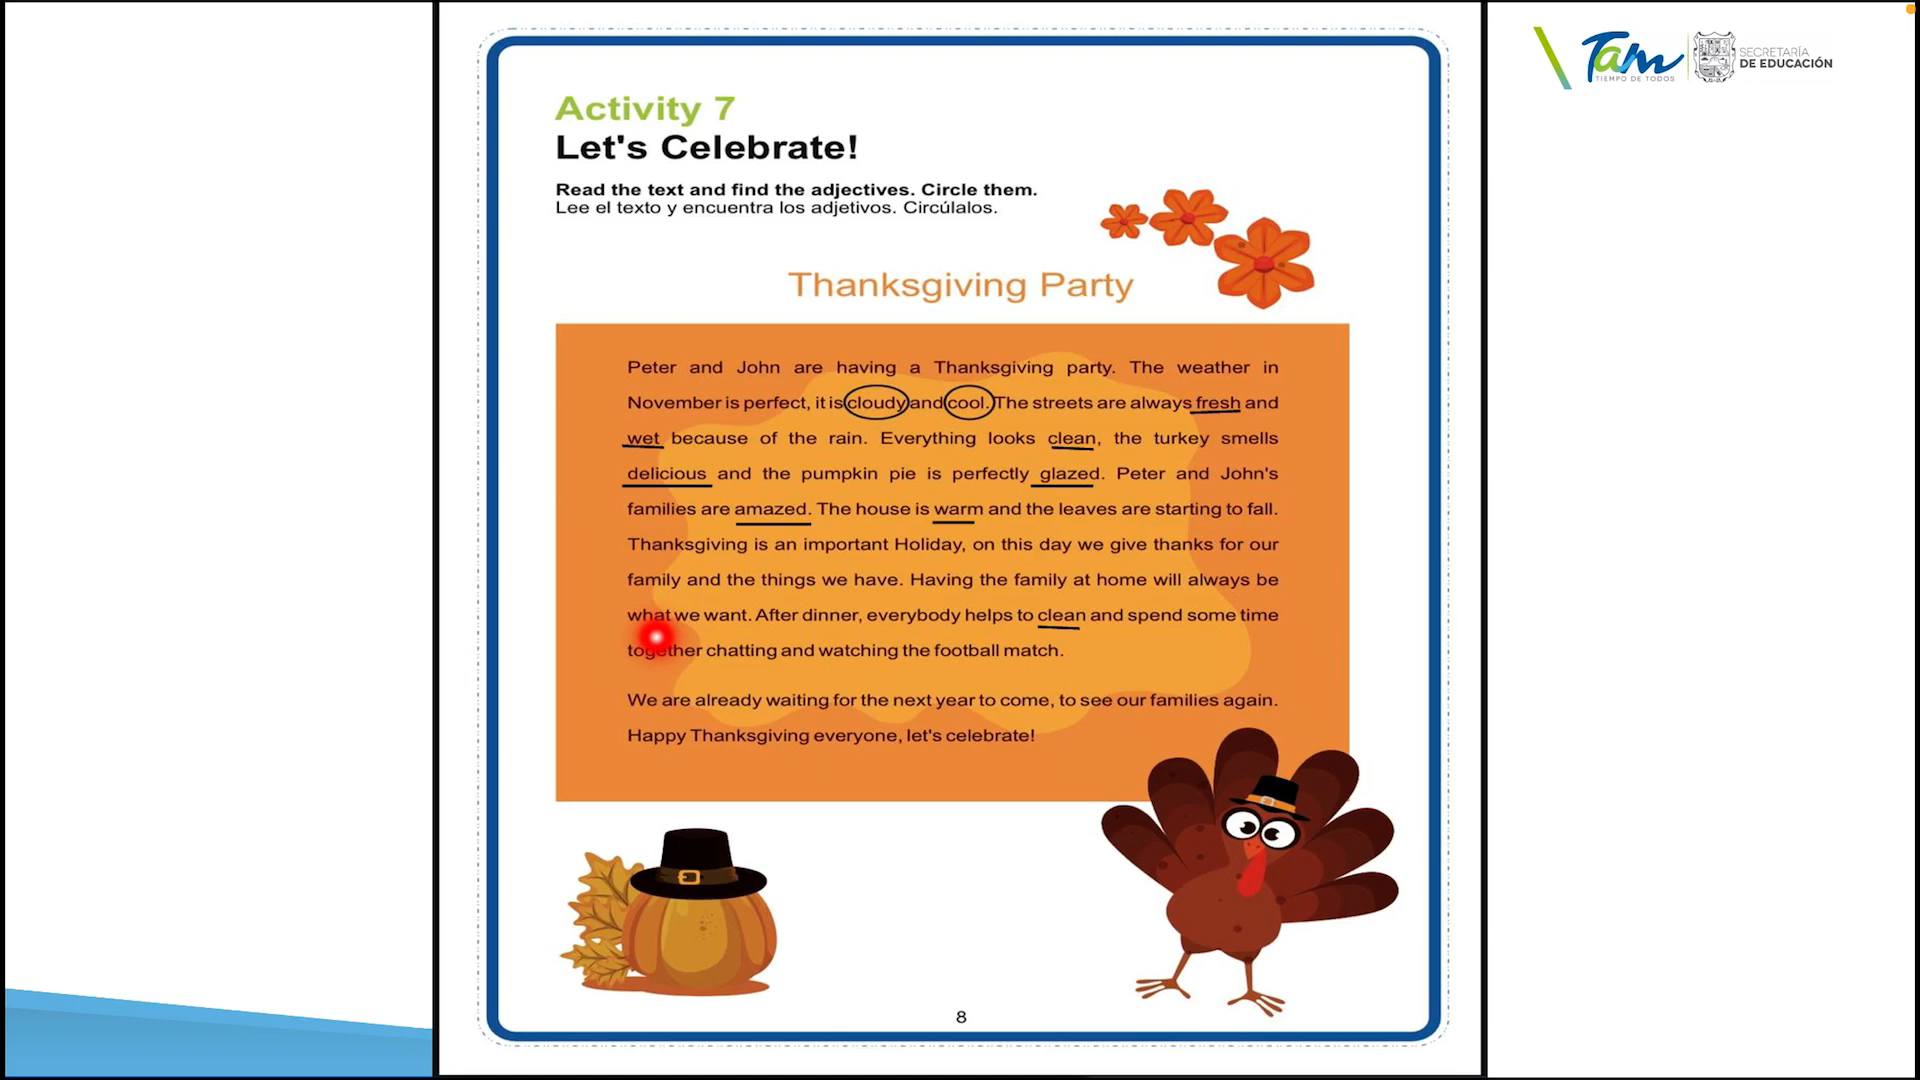 Activity 7
Let's Celebrate!
Read the text and find the adjectives. Circle them.
Lee el texto y encuentra los adjetivos. Circúlalos.
Thanksgiving Party
Peter and John are having a Thanksgiving party. The weather in
November is perfect, it is cloudy and cool. The streets are always fresh and
wet because of the rain. Everything looks clean, the turkey smells
delicious and the pumpkin pie is perfectly glazed. Peter and John's
families are amazed. The house is warm and the leaves are starting to fall.
Thanksgiving is an important Holiday, on this day we give thanks for our
family and the things we have. Having the family at home will always be
what we want. After dinner, everybody helps to clean and spend some time
together chatting and watching the football match.
We are already waiting for the next year to come, to see our families again.
Happy Thanksgiving everyone, let's celebrate!
8
Tam
TIEMPO DE TODOS
SECRETARÍA
DE EDUCACIÓN